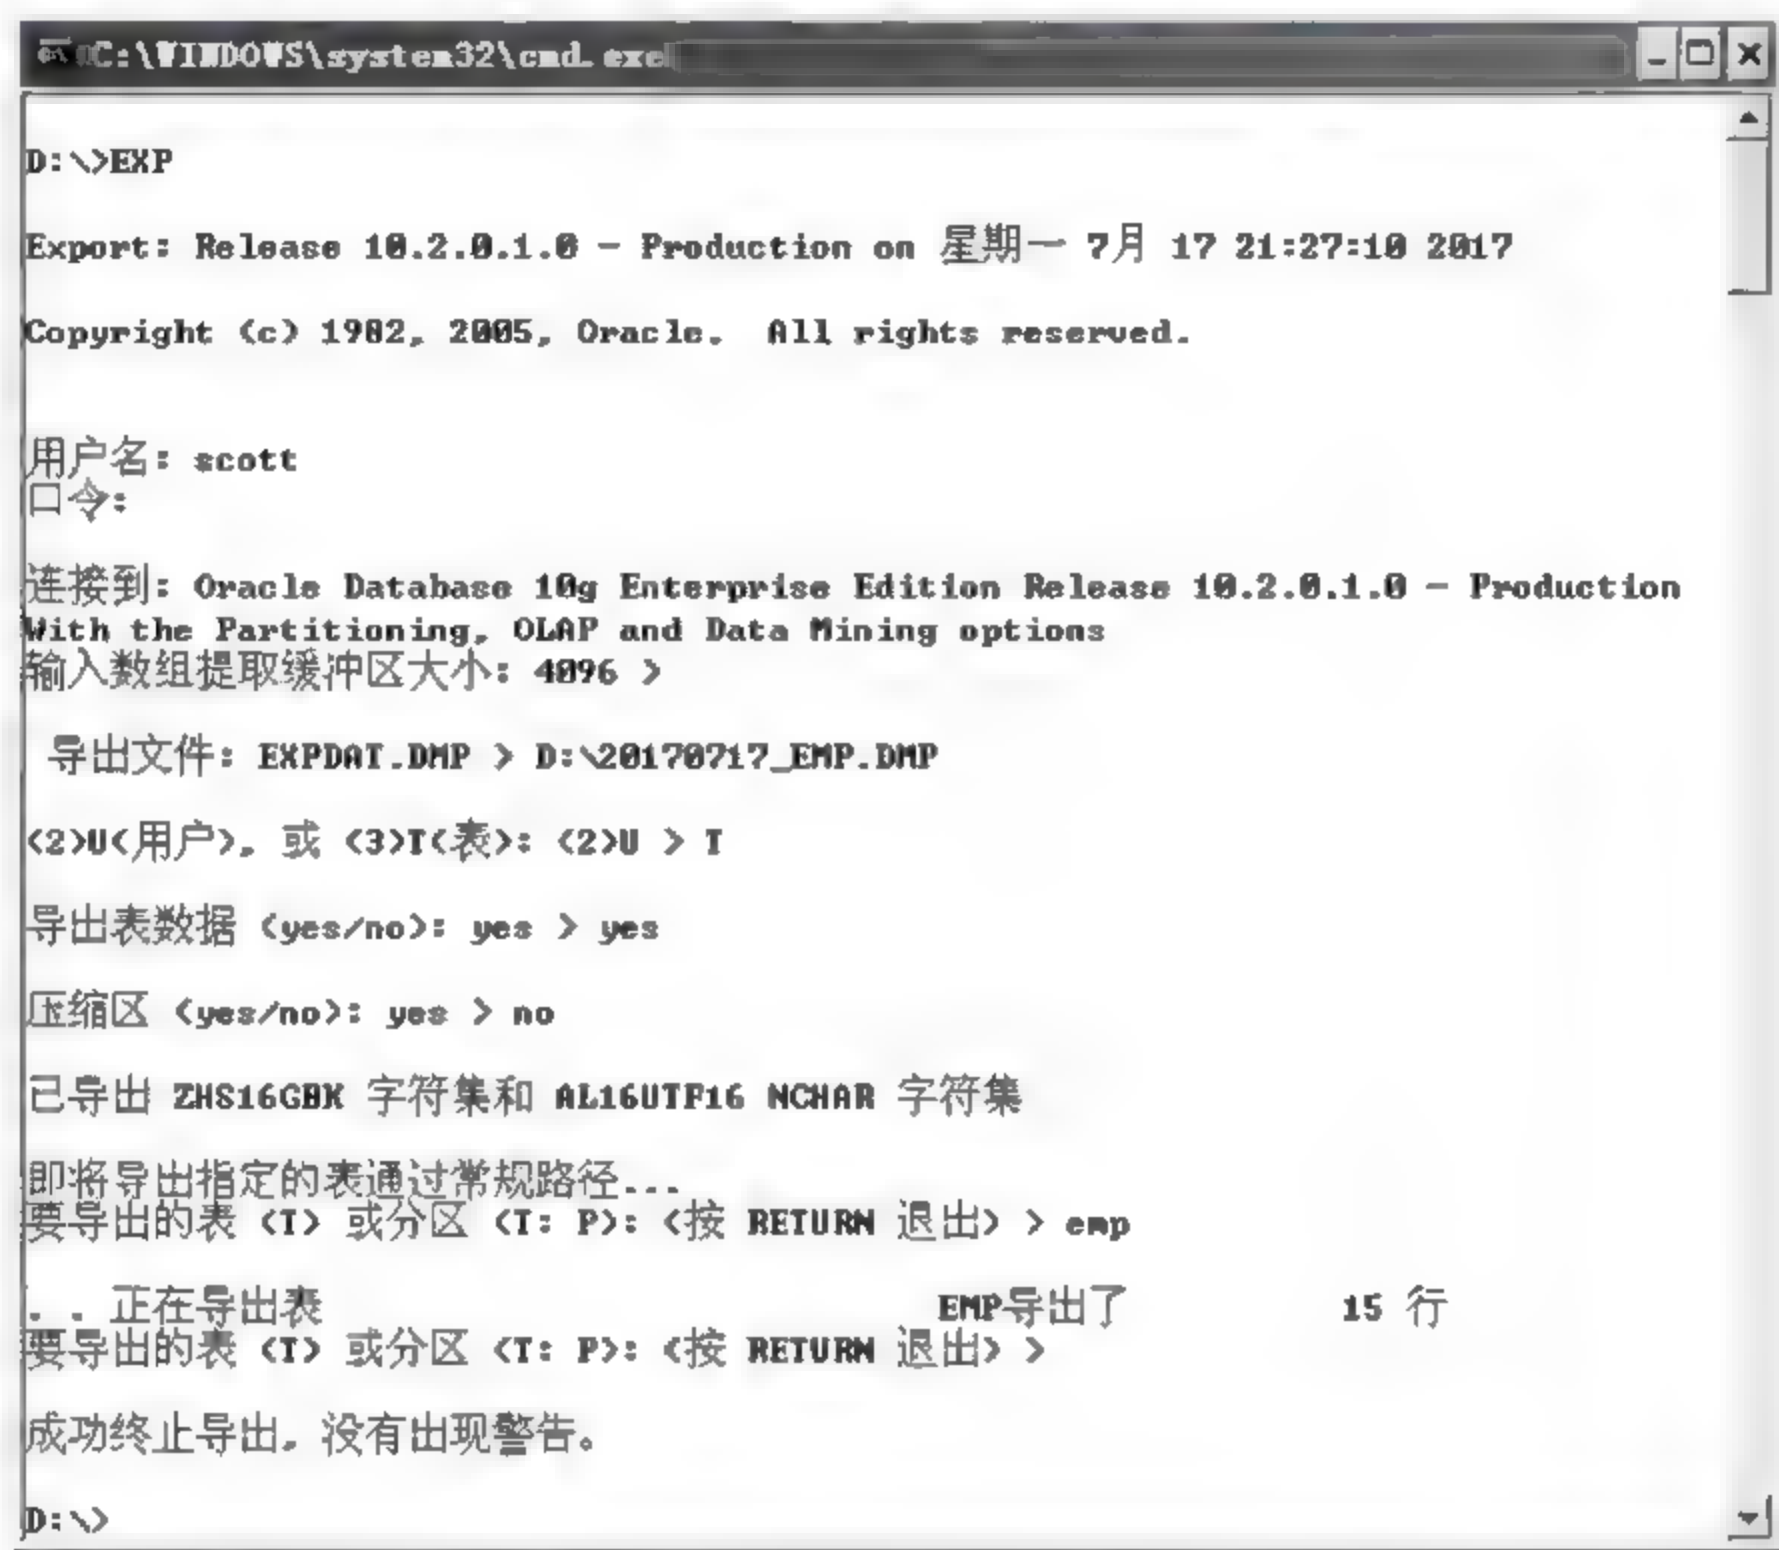 C:\WINDOWS\system32\cmd.exe
D:\>EXP
Export: Release 10.2.0.1.0 - Production on 星期一 7月 17 21:27:10 2017
Copyright (c) 1982, 2005, Oracle.  All rights reserved.
用户名: scott
口令:
连接到: Oracle Database 10g Enterprise Edition Release 10.2.0.1.0 - Production
With the Partitioning, OLAP and Data Mining options
输入数组提取缓冲区大小: 4096 >
导出文件: EXPDAT.DMP > D:\20170717_EMP.DMP
(2)U(用户), 或 (3)T(表): (2)U > T
导出表数据 (yes/no): yes > yes
压缩区 (yes/no): yes > no
已导出 ZHS16GBK 字符集和 AL16UTF16 NCHAR 字符集
即将导出指定的表通过常规路径...
要导出的表 (T) 或分区 (T: P): (按 RETURN 退出) > emp
. . 正在导出表 EMP导出了 15 行
要导出的表 (T) 或分区 (T: P): (按 RETURN 退出) >
成功终止导出, 没有出现警告。
D:\>